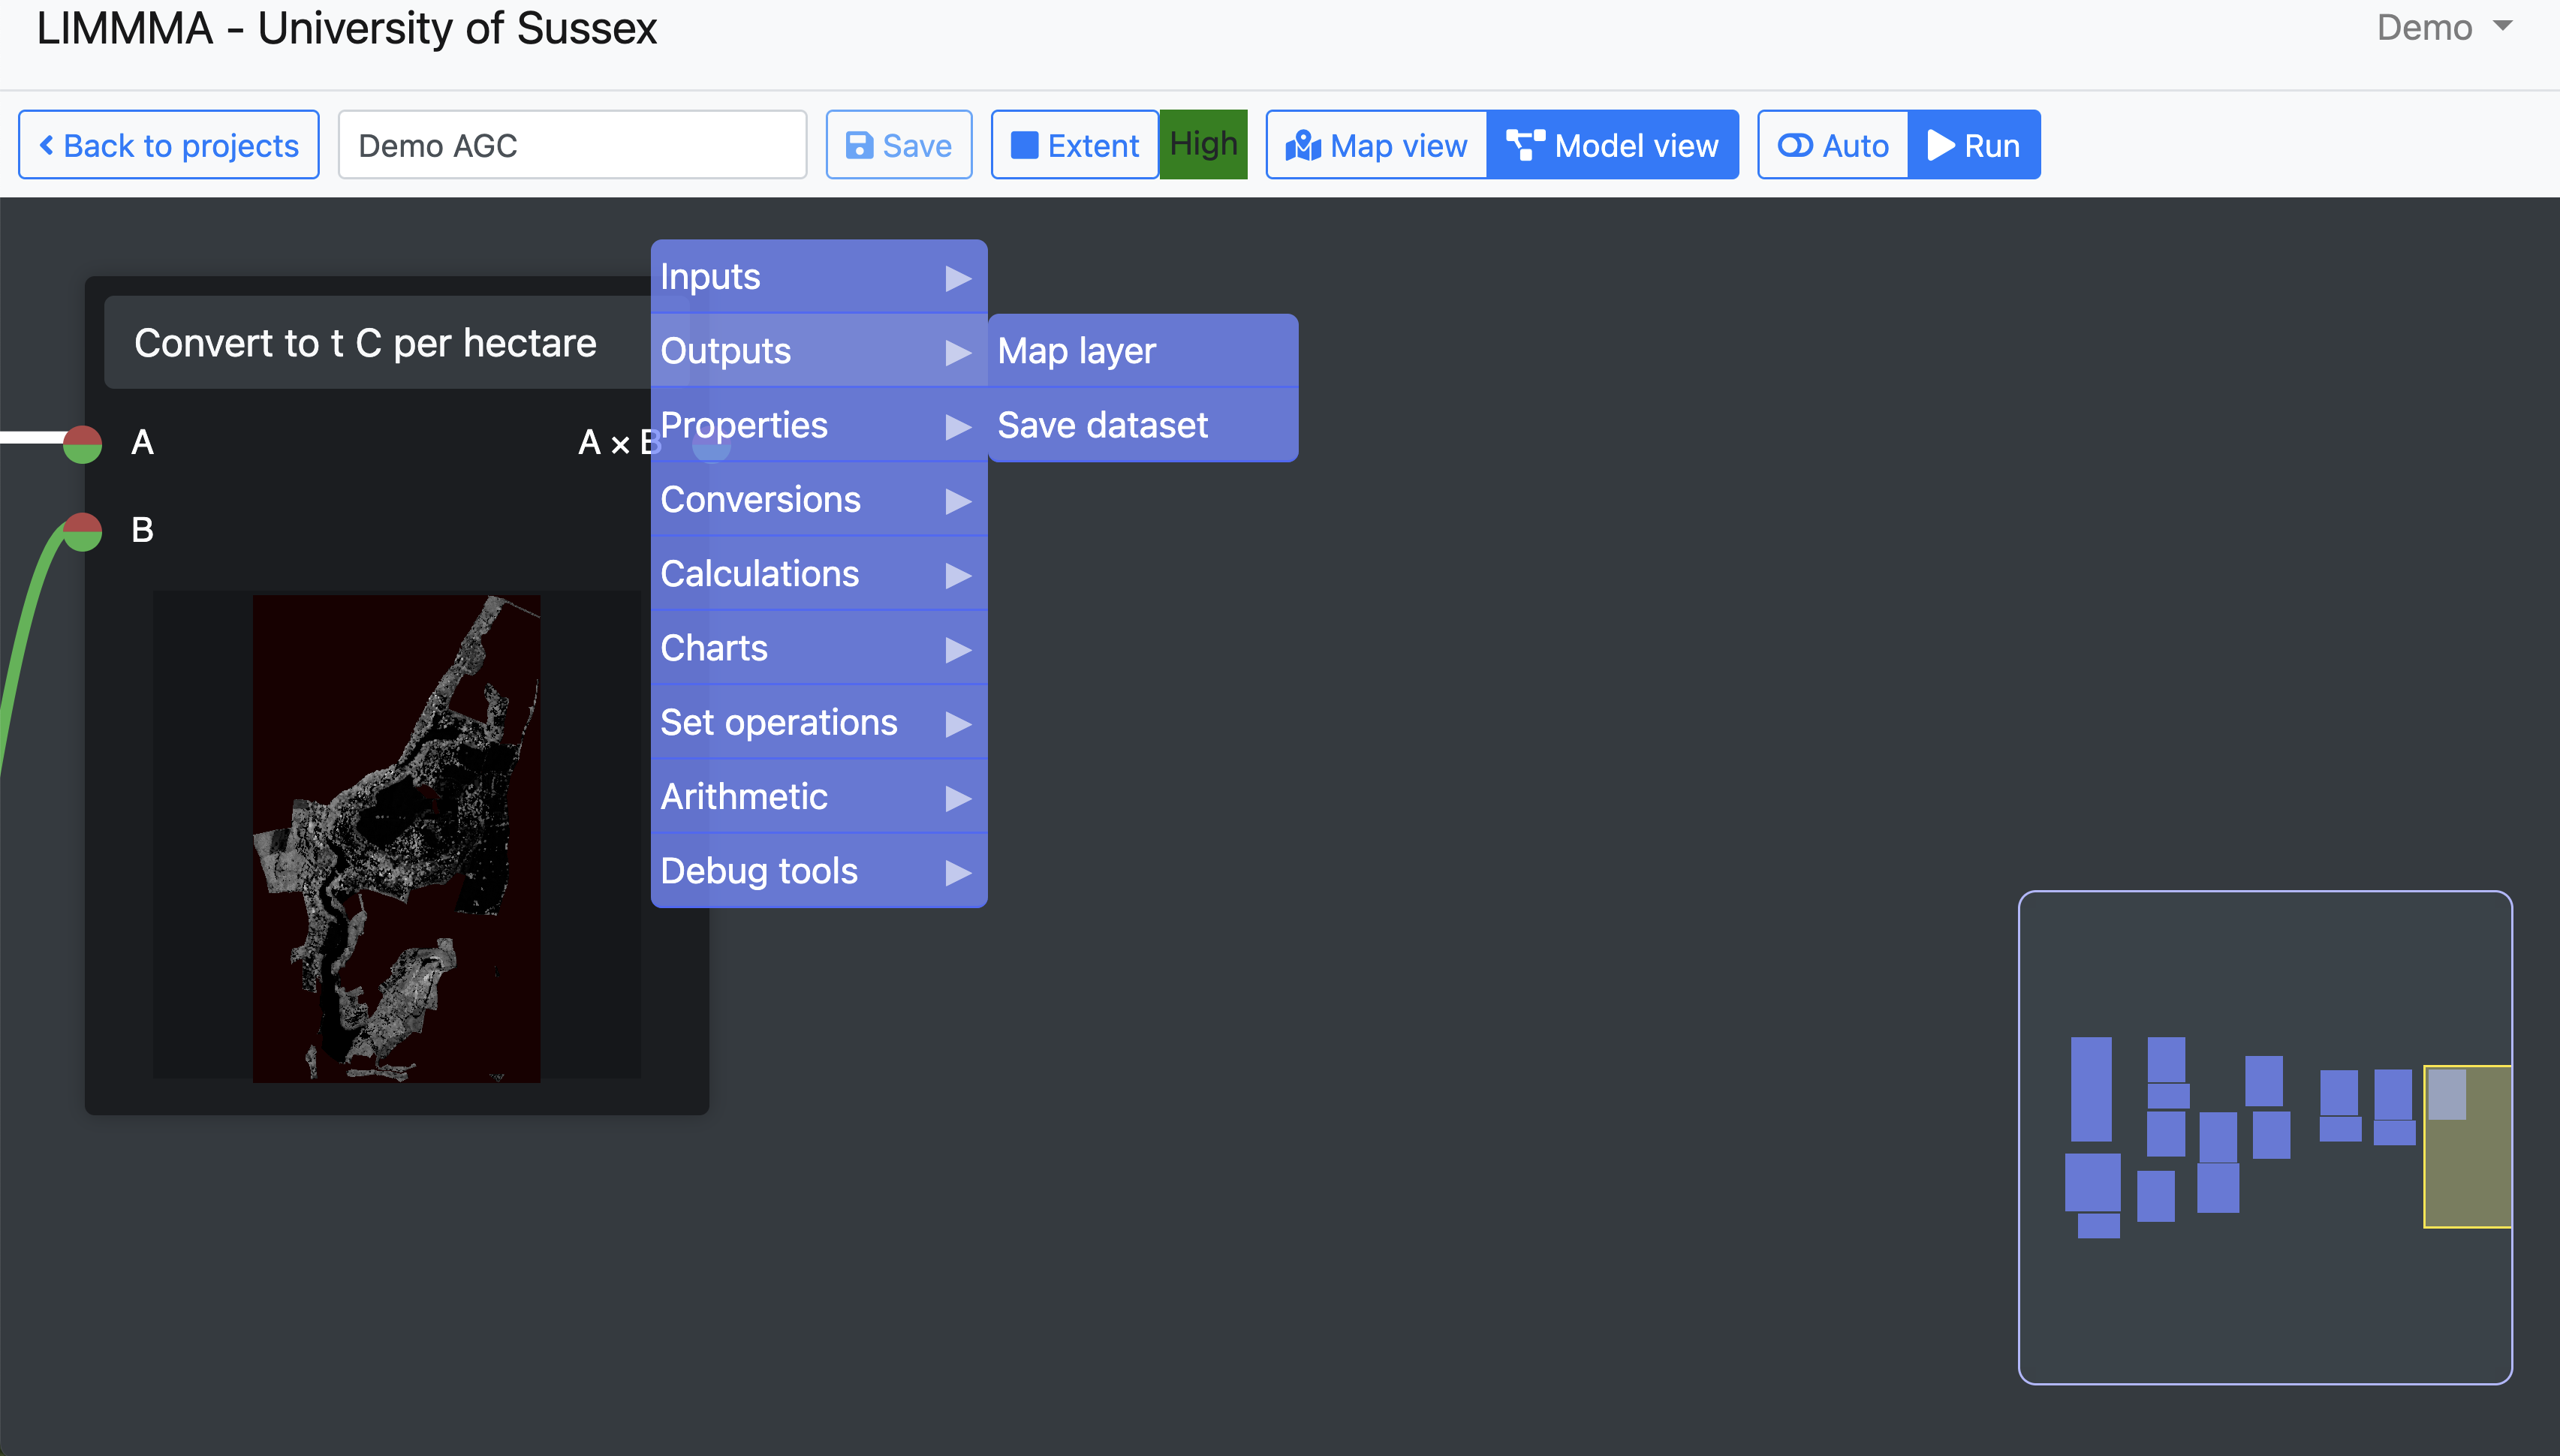 LIMMMA - University of Sussex
Demo
Back to projects
Demo AGC
Save
Extent
High
Map view
Model view
Auto
Run
Convert to t C per hectare
A
A × B
B
Inputs
Outputs
Properties
Conversions
Calculations
Charts
Set operations
Arithmetic
Debug tools
Map layer
Save dataset